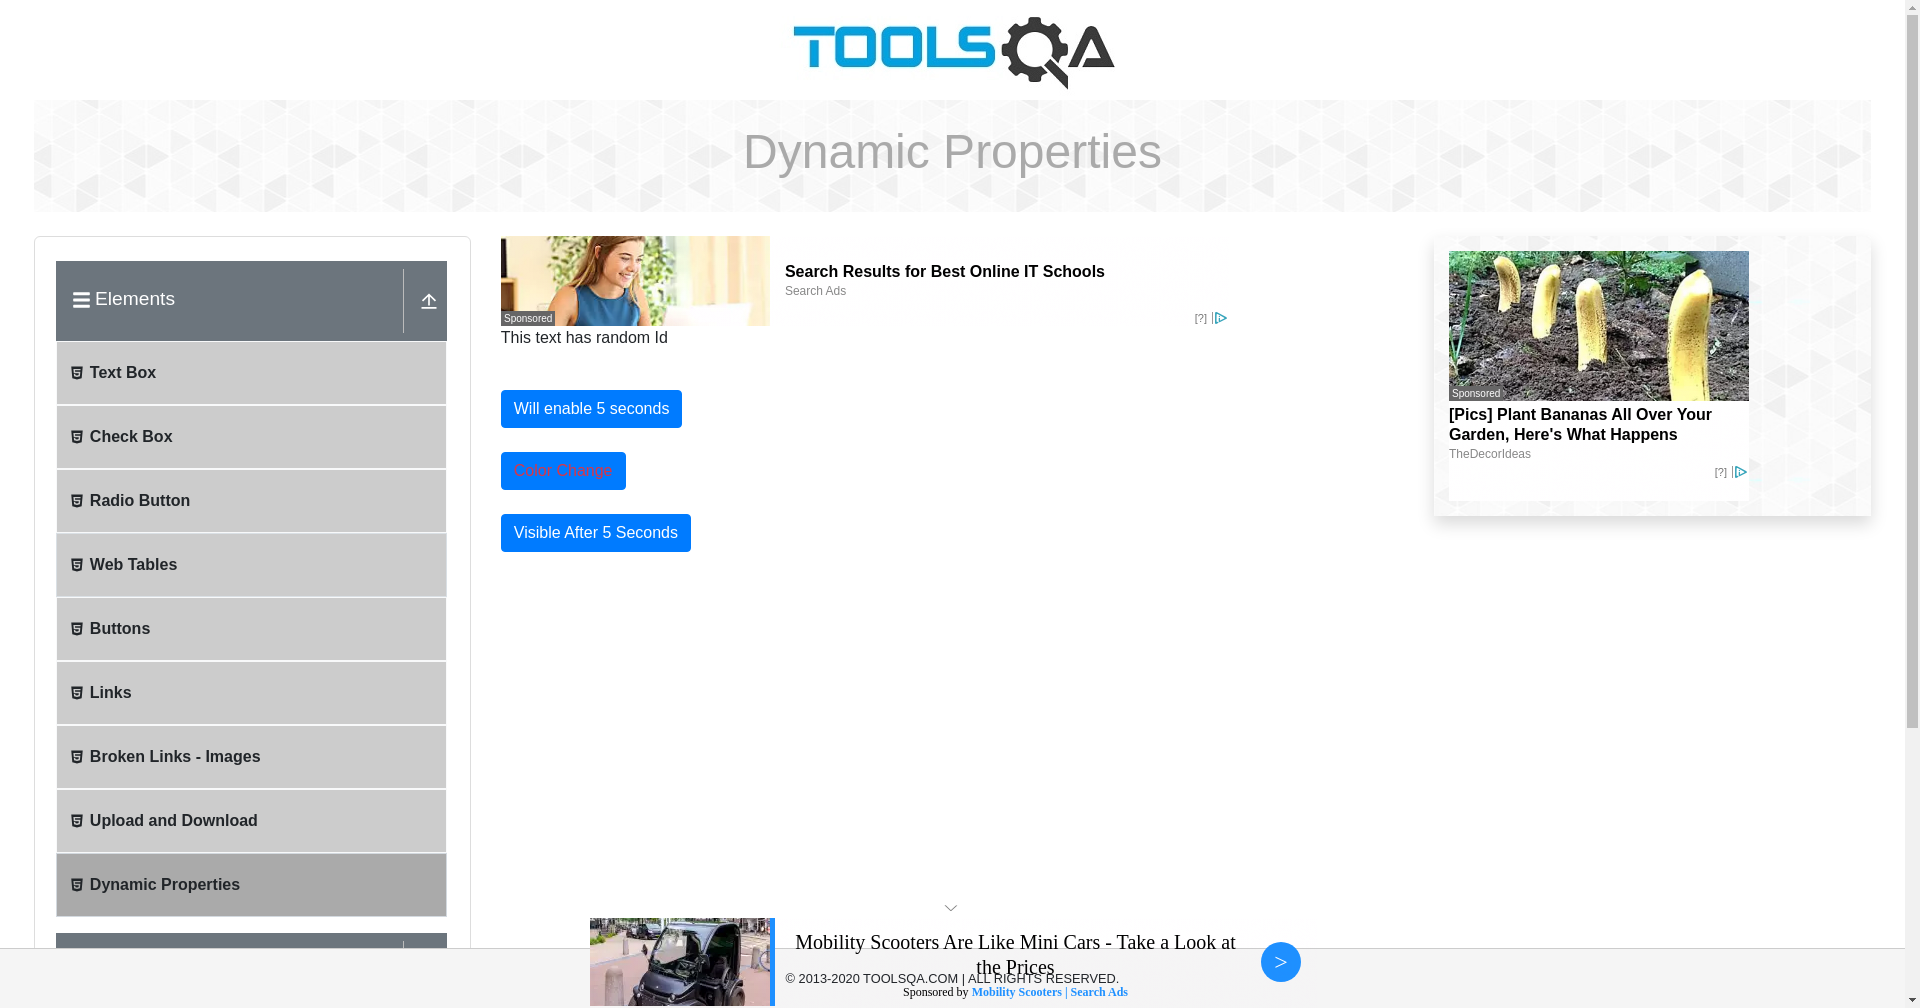 TOOLSQA
Dynamic Properties
Elements
Text Box
Check Box
Radio Button
Web Tables
Buttons
Links
Broken Links - Images
Upload and Download
Dynamic Properties
Sponsored
Search Results for Best Online IT Schools
Search Ads
[?]
This text has random Id
Will enable 5 seconds
Color Change
Visible After 5 Seconds
Sponsored
[Pics] Plant Bananas All Over Your
Garden, Here's What Happens
TheDecorIdeas
[?]
Mobility Scooters Are Like Mini Cars - Take a Look at
the Prices
>
© 2013-2020 TOOLSQA.COM | ALL RIGHTS RESERVED.
Sponsored by Mobility Scooters | Search Ads